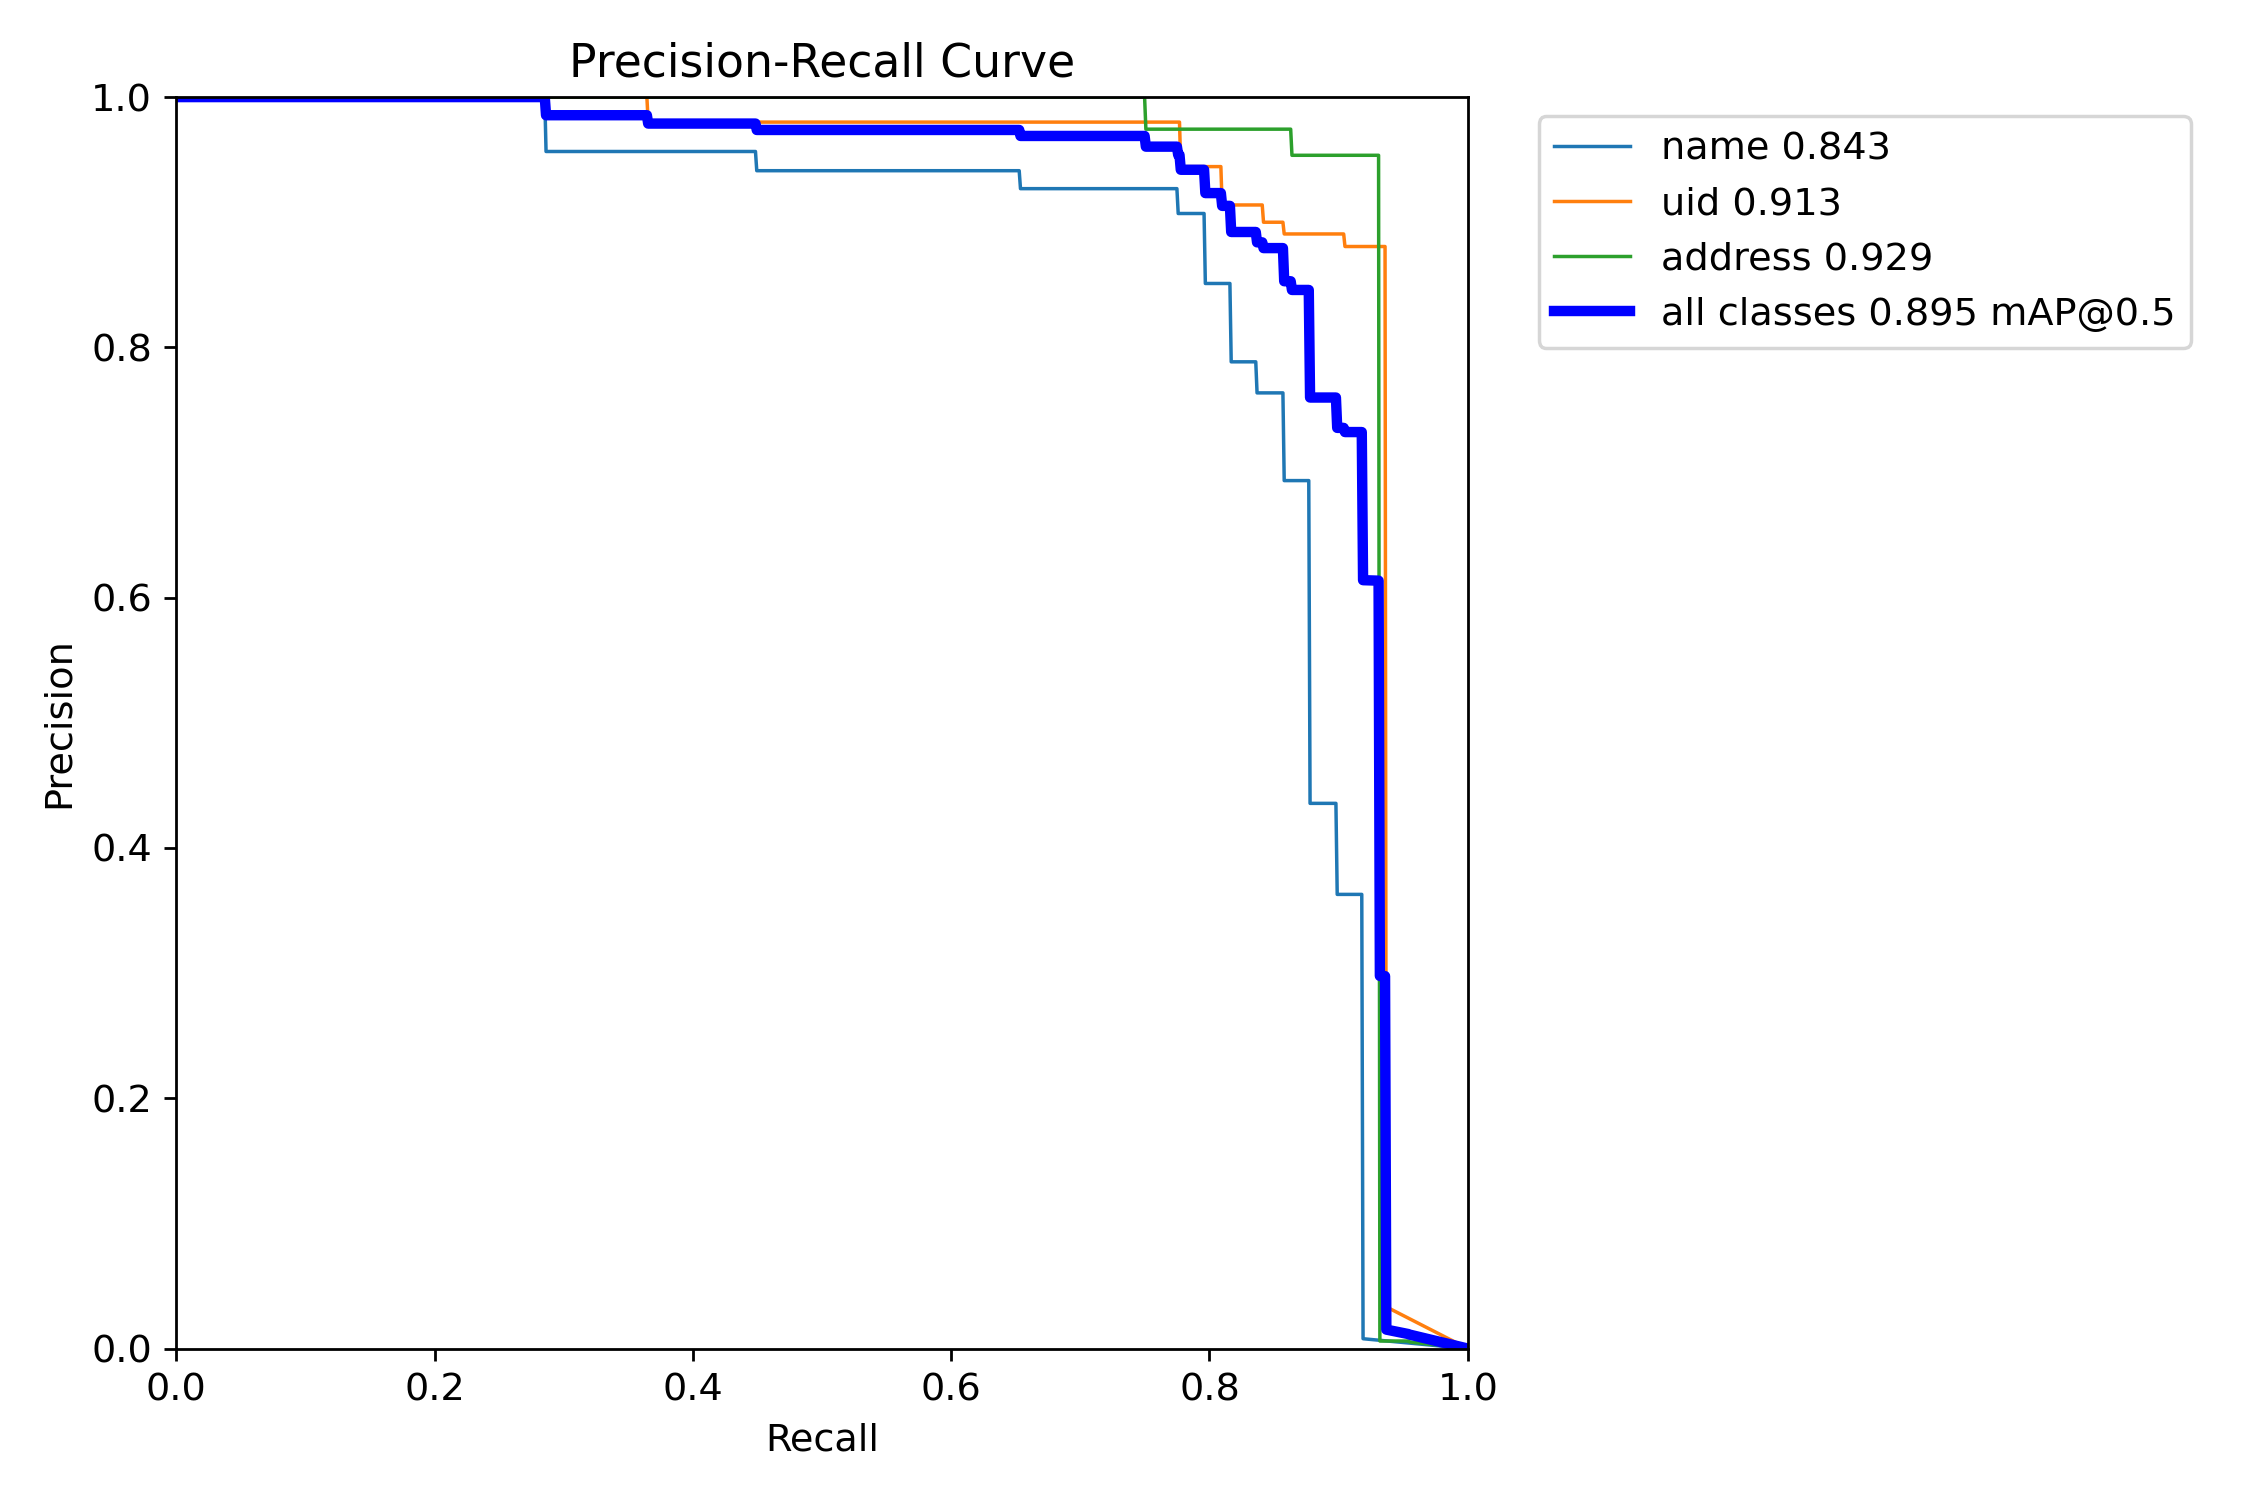 Precision-Recall Curve
1.0
0.8
0.6
0.4
0.2
0.0
Precision
0.0 0.2 0.4 0.6 0.8 1.0
Recall
name 0.843
uid 0.913
address 0.929
all classes 0.895 mAP@0.5